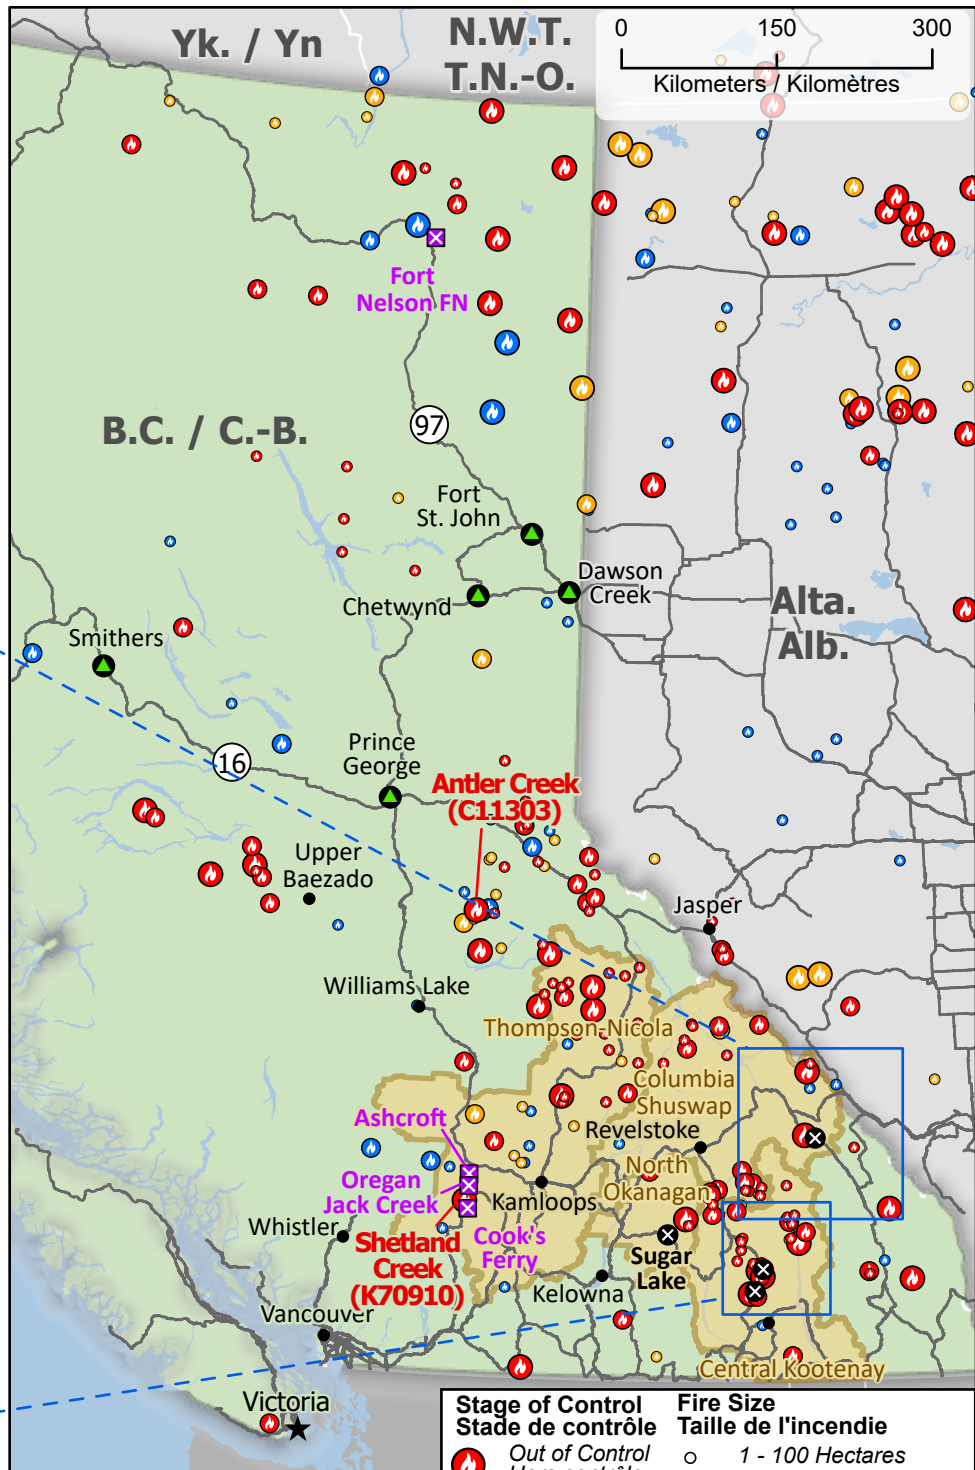 Yk. / Yn
N.W.T.
T.N.-O.
0 150 300
Kilometers / Kilomètres
Fort
Nelson FN
97
B.C. / C.-B.
Fort
St. John
Chetwynd
Dawson
Creek
Alta.
Alb.
Smithers
16
Prince
George
Antler Creek
(C11303)
Upper
Baezado
Jasper
Williams Lake
Thompson-Nicola
Columbia
Shuswap
Ashcroft
Revelstoke
Oregan
Jack Creek
North
Okanagan
Kamloops
Whistler
Shetland
Creek
(K70910)
Cook's
Ferry
Sugar
Lake
Kelowna
Vancouver
Central Kootenay
Victoria
Stage of Control
Stade de contrôle
Out of Control
Hors contrôle
Fire Size
Taille de l'incendie
1 - 100 Hectares